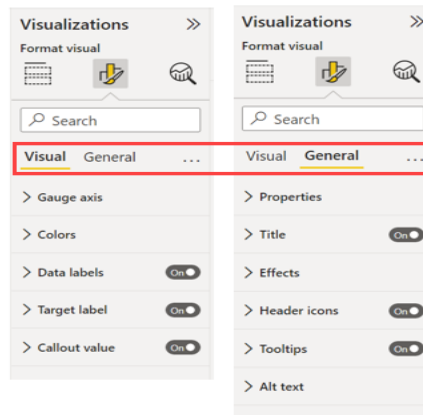 Visualizations
Format visual
Search
Visual General ...
Gauge axis
Colors
Data labels On
Target label On
Callout value On
Visualizations
Format visual
Search
Visual General ...
Properties
Title On
Effects
Header icons On
Tooltips On
Alt text